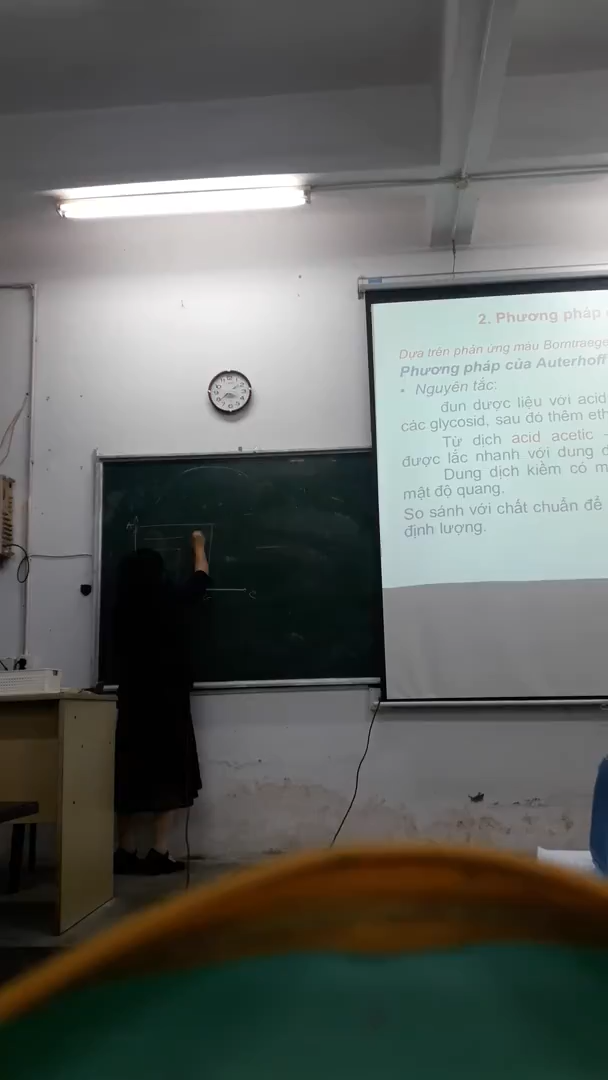 2. Phương pháp
Dựa trên phản ứng màu Borntraeger
Phương pháp của Auterhoff
• Nguyên tắc:
đun dược liệu với acid
các glycosid, sau đó thêm eth
Từ dịch acid acetic -
được lắc nhanh với dung d
Dung dịch kiềm có m
mật độ quang.
So sánh với chất chuẩn để
định lượng.